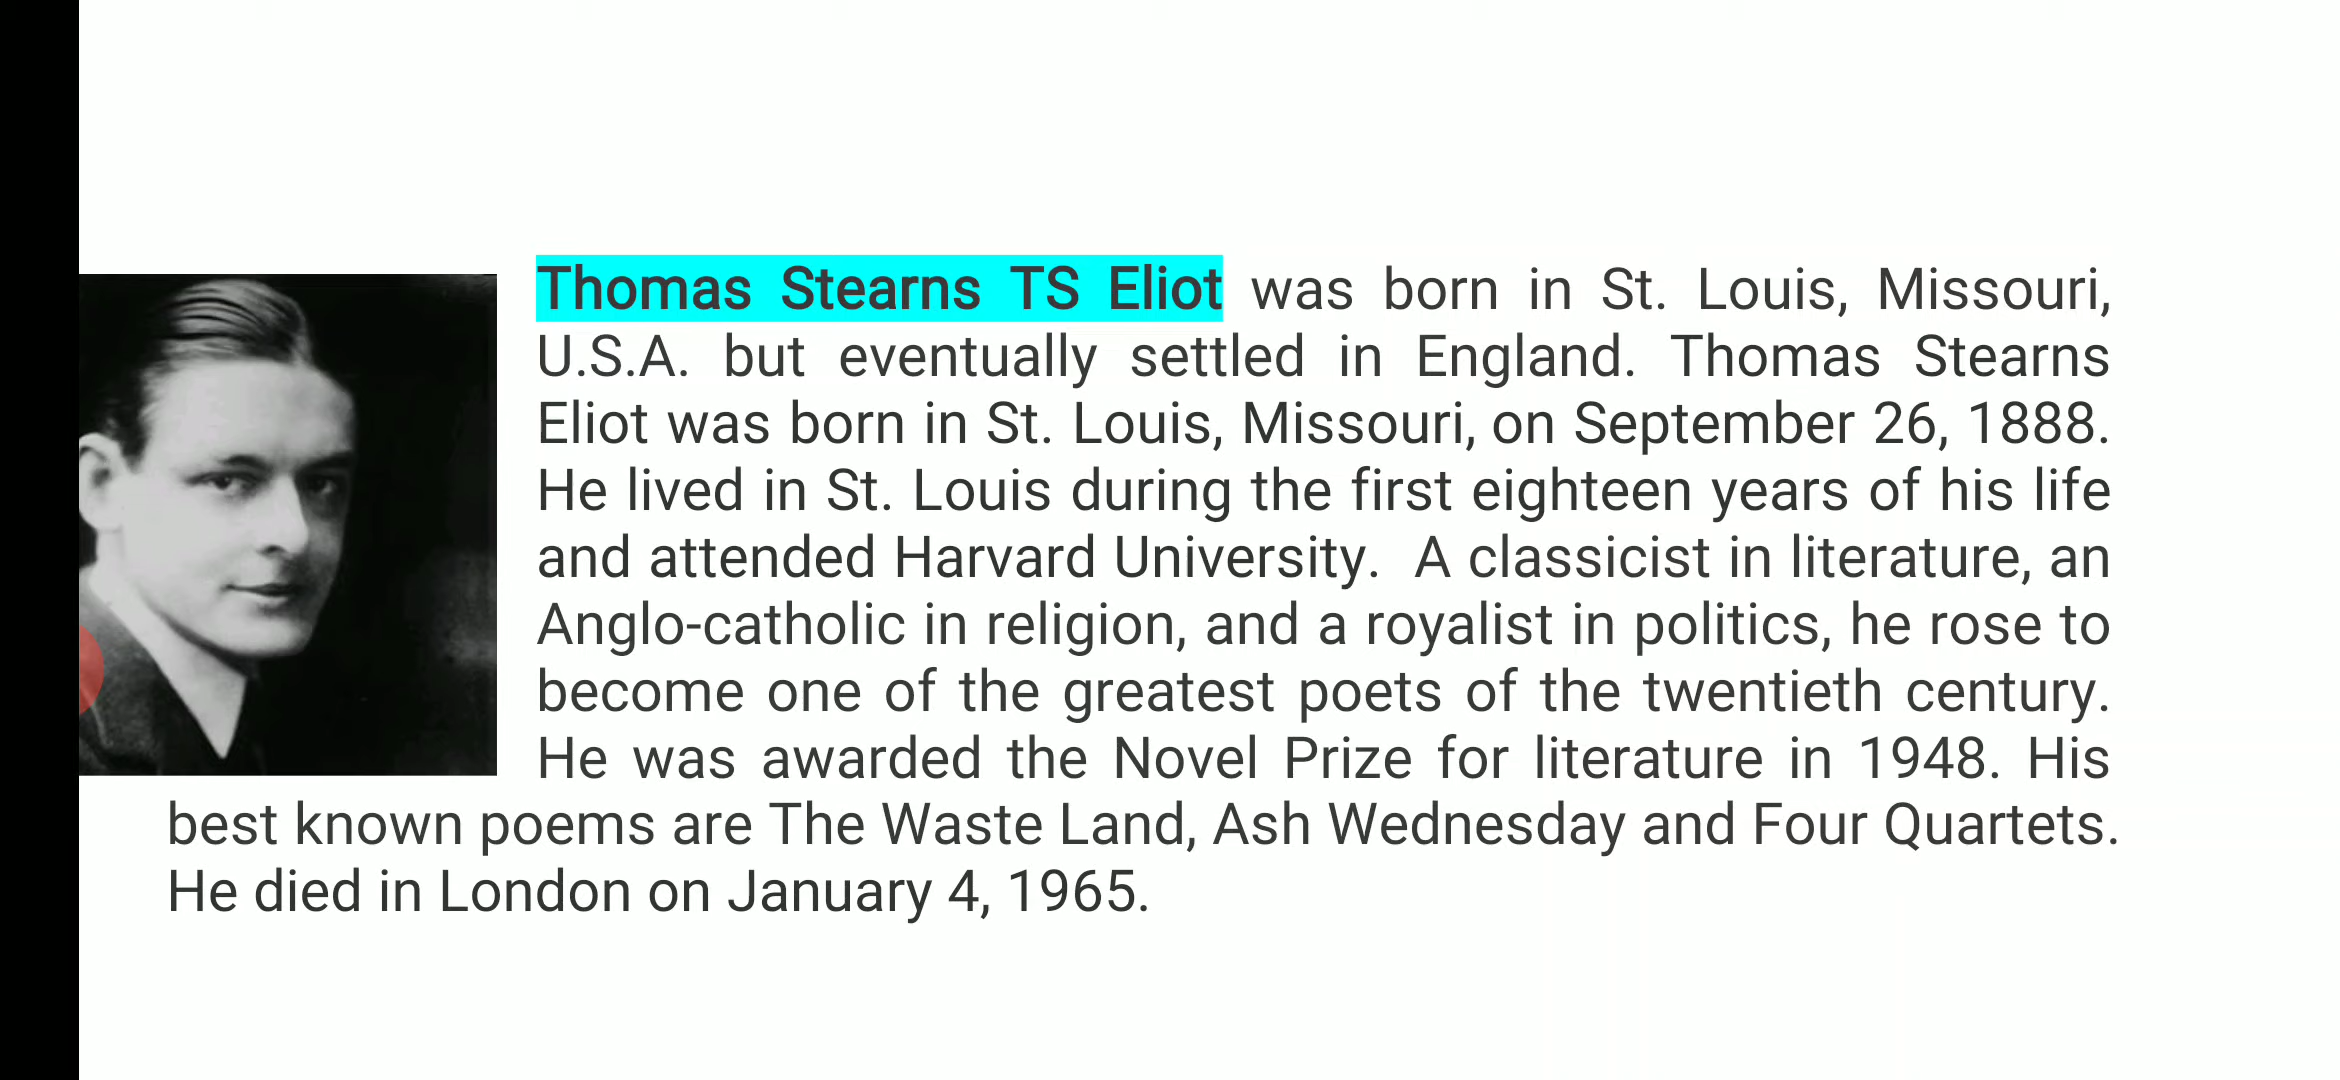 Thomas Stearns TS Eliot was born in St. Louis, Missouri,
U.S.A. but eventually settled in England. Thomas Stearns
Eliot was born in St. Louis, Missouri, on September 26, 1888.
He lived in St. Louis during the first eighteen years of his life
and attended Harvard University.  A classicist in literature, an
Anglo-catholic in religion, and a royalist in politics, he rose to
become one of the greatest poets of the twentieth century.
He was awarded the Novel Prize for literature in 1948. His
best known poems are The Waste Land, Ash Wednesday and Four Quartets.
He died in London on January 4, 1965.